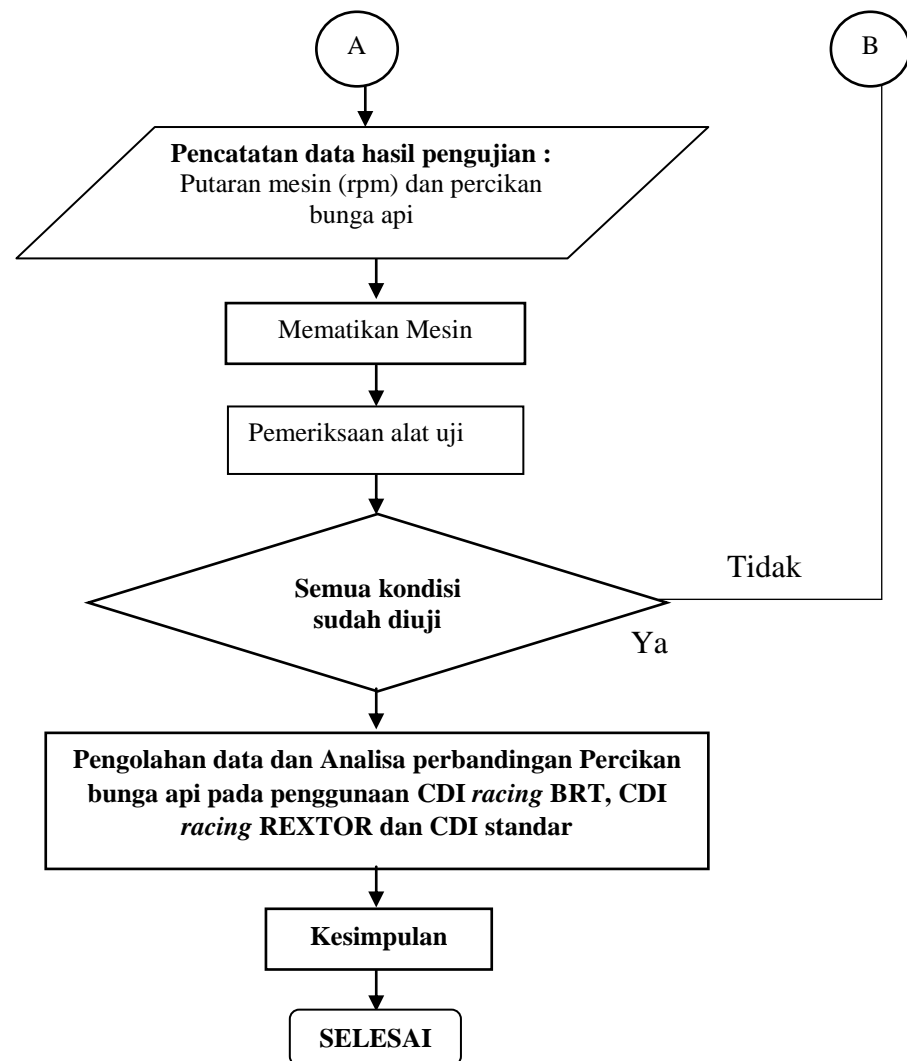 A
B
Pencatatan data hasil pengujian :
Putaran mesin (rpm) dan percikan
bunga api
Mematikan Mesin
Pemeriksaan alat uji
Semua kondisi
sudah diuji
Tidak
Ya
Pengolahan data dan Analisa perbandingan Percikan
bunga api pada penggunaan CDI racing BRT, CDI
racing REXTOR dan CDI standar
Kesimpulan
SELESAI